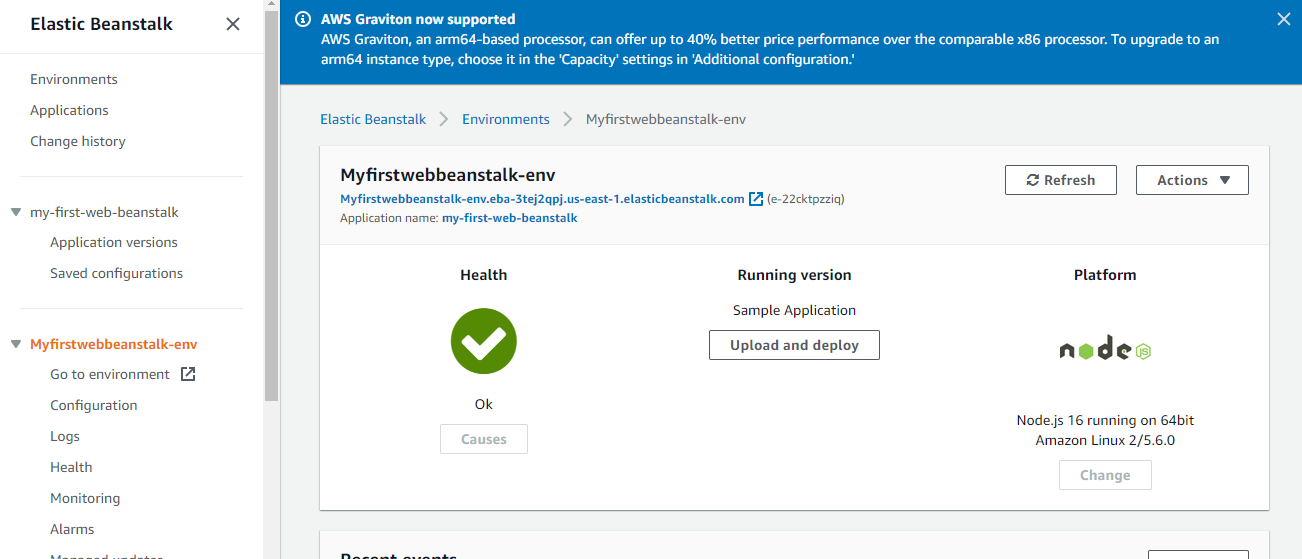 Elastic Beanstalk
Environments
Applications
Change history
my-first-web-beanstalk
Application versions
Saved configurations
Myfirstwebbeanstalk-env
Go to environment
Configuration
Logs
Health
Monitoring
Alarms
Managed updates
AWS Graviton now supported
AWS Graviton, an arm64-based processor, can offer up to 40% better price performance over the comparable x86 processor. To upgrade to an
arm64 instance type, choose it in the 'Capacity' settings in 'Additional configuration.'
Elastic Beanstalk > Environments > Myfirstwebbeanstalk-env
Myfirstwebbeanstalk-env
Refresh
Actions
Myfirstwebbeanstalk-env.eba-3tej2qpj.us-east-1.elasticbeanstalk.com (e-22cktpzziq)
Application name: my-first-web-beanstalk
Health
Ok
Causes
Running version
Sample Application
Upload and deploy
Platform
node JS
Node.js 16 running on 64bit
Amazon Linux 2/5.6.0
Change
Recent events